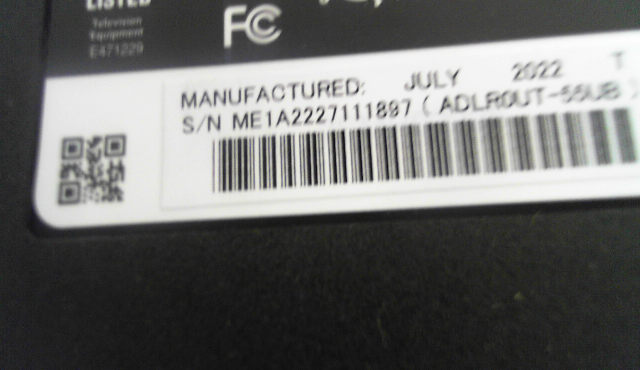 LISTED
Television
Equipment
E471229
FC
MANUFACTURED: JULY 2022 T
S/N ME1A2227111897 ( ADLR0UT-55UB )